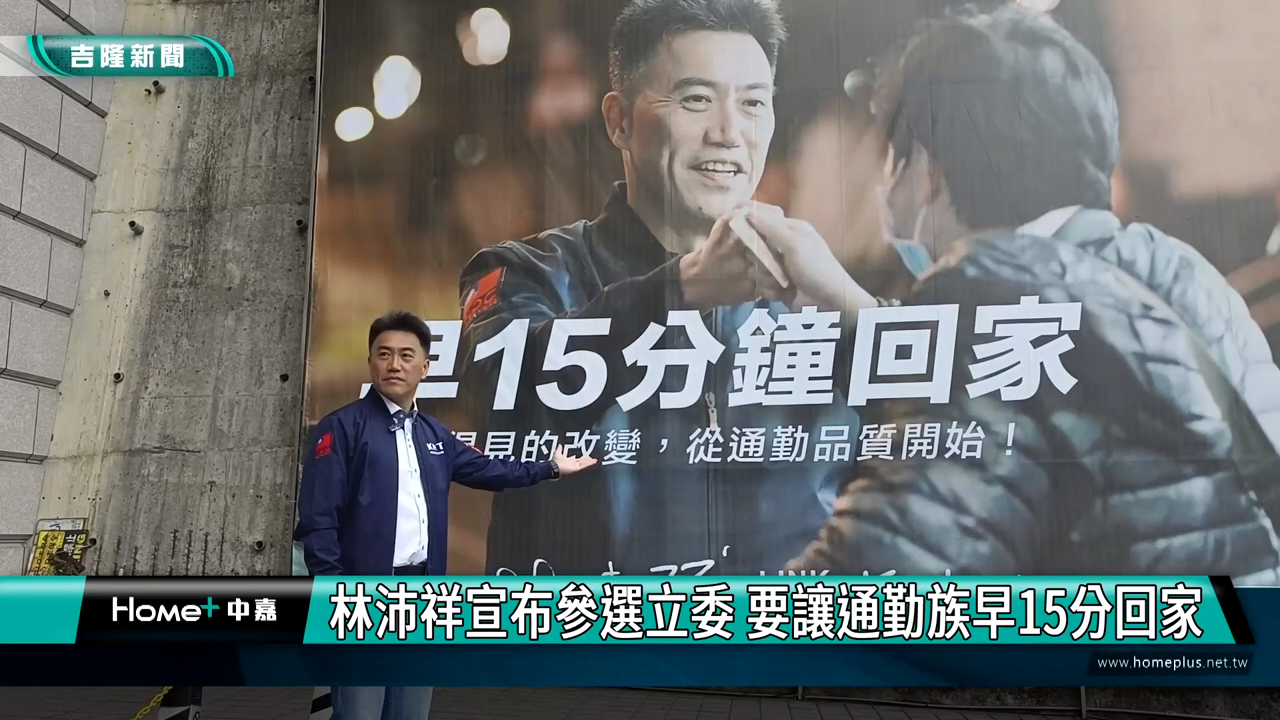 吉隆新聞
早15分鐘回家
得見的改變，從通勤品質開始！
Home+中嘉
林沛祥宣布參選立委 要讓通勤族早15分回家
www.homeplus.net.tw